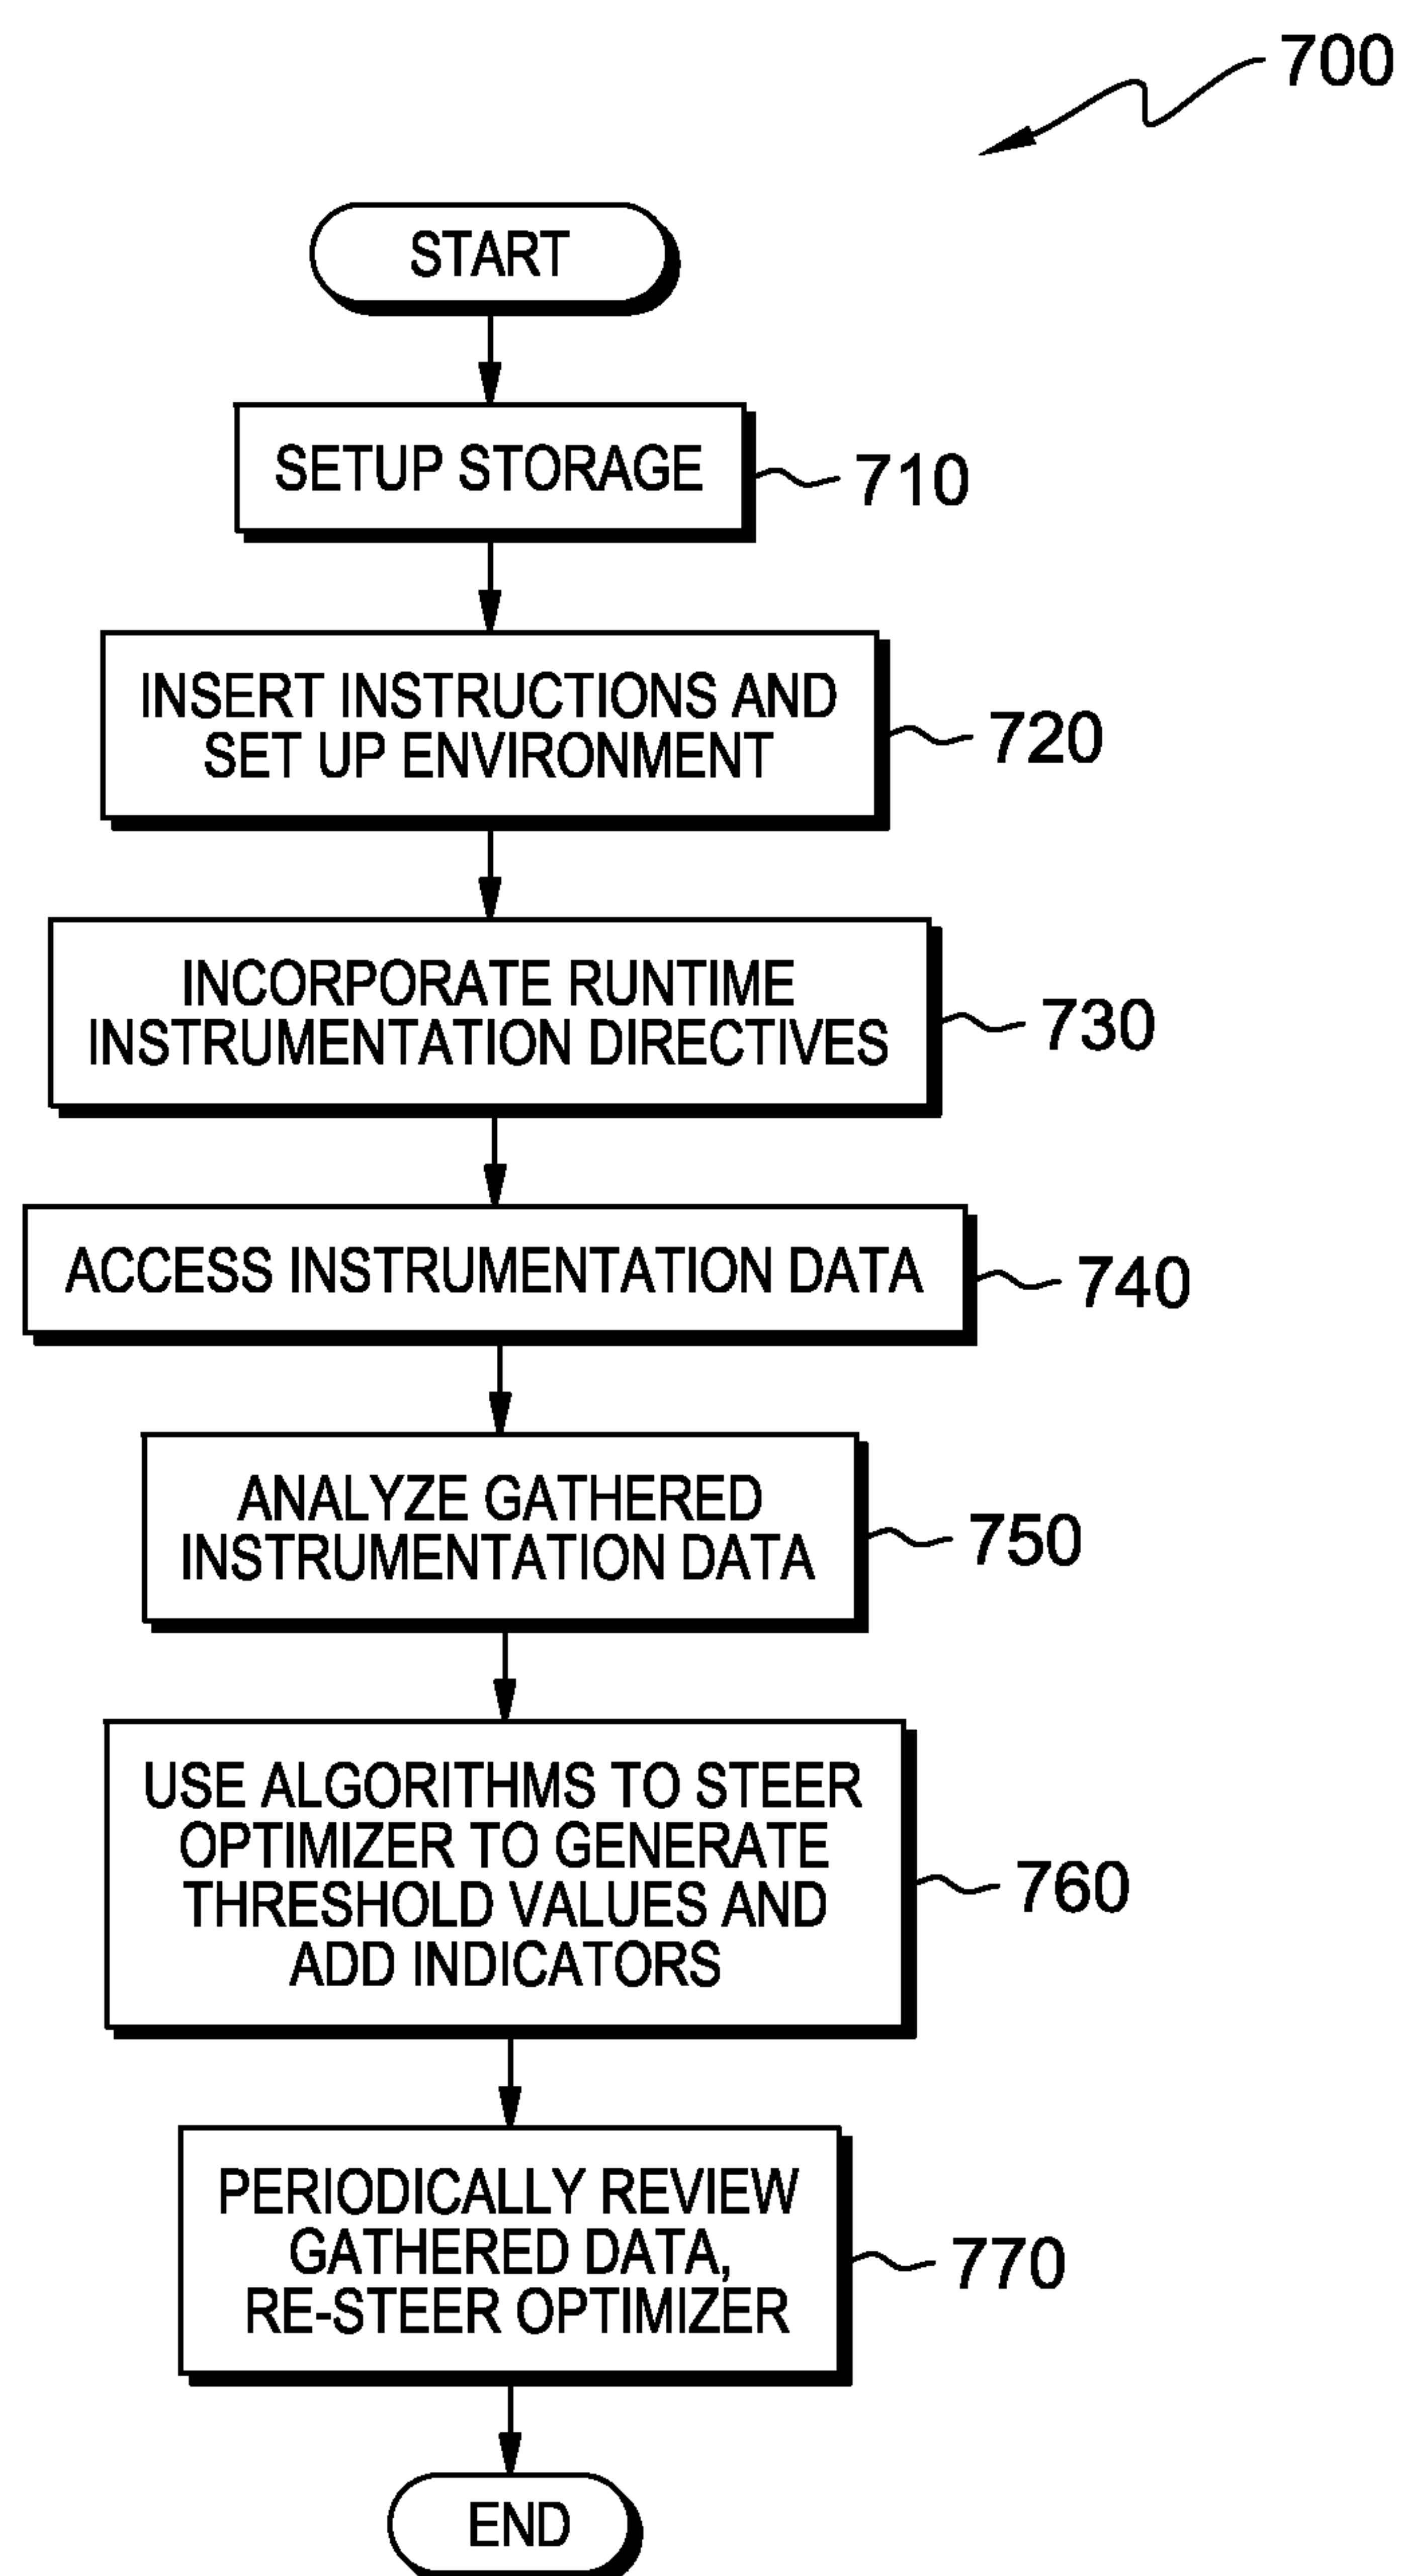 700
START
SETUP STORAGE
710
INSERT INSTRUCTIONS AND
SET UP ENVIRONMENT
720
INCORPORATE RUNTIME
INSTRUMENTATION DIRECTIVES
730
ACCESS INSTRUMENTATION DATA
740
ANALYZE GATHERED
INSTRUMENTATION DATA
750
USE ALGORITHMS TO STEER
OPTIMIZER TO GENERATE
THRESHOLD VALUES AND
ADD INDICATORS
760
PERIODICALLY REVIEW
GATHERED DATA,
RE-STEER OPTIMIZER
770
END